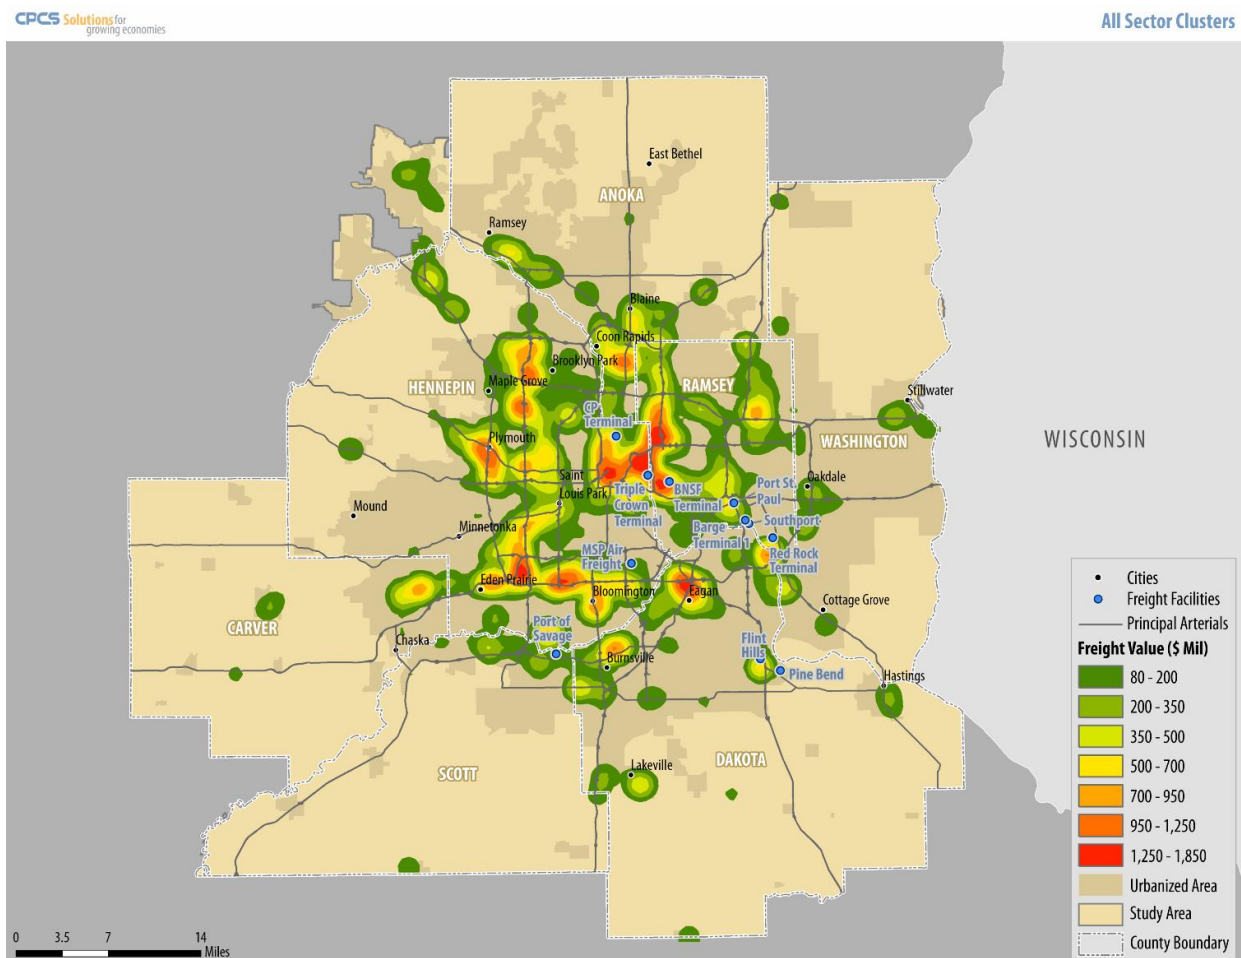 CPCS Solutions for
growing economies
All Sector Clusters
East Bethel
ANOKA
Ramsey
Blaine
Coon Rapids
Brooklyn Park
HENNEPIN
Maple Grove
RAMSEY
Stillwater
CP
Terminal
Plymouth
WASHINGTON
WISCONSIN
Saint
Louis Park
Triple
Crown
Terminal
BNSF
Terminal
Port St.
Paul
Oakdale
Mound
Minnetonka
Barge
Terminal 1
Southport
MSP Air
Freight
Red Rock
Terminal
Eden Prairie
Bloomington
Eagan
Cottage Grove
CARVER
Chaska
Port of
Savage
Burnsville
Flint
Hills
Pine Bend
Hastings
SCOTT
Lakeville
DAKOTA
Cities
Freight Facilities
Principal Arterials
Freight Value ($ Mil)
80 - 200
200 - 350
350 - 500
500 - 700
700 - 950
950 - 1,250
1,250 - 1,850
Urbanized Area
Study Area
County Boundary
0 3.5 7 14
Miles